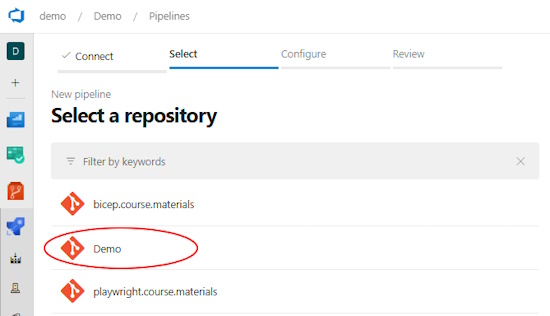 demo / Demo / Pipelines
D
Connect Select Configure Review
New pipeline
Select a repository
Filter by keywords
bicep.course.materials
Demo
playwright.course.materials